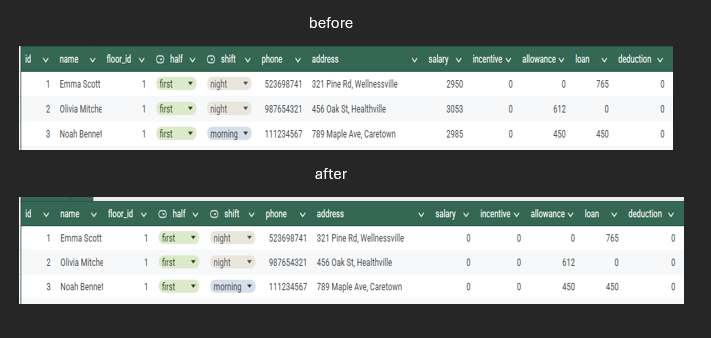 before
id name floor_id half shift phone address salary incentive allowance loan deduction
1 Emma Scott 1 first night 523698741 321 Pine Rd, Wellnessville 2950 0 0 765 0
2 Olivia Mitche 1 first night 987654321 456 Oak St, Healthville 3053 0 612 0 0
3 Noah Bennet 1 first morning 111234567 789 Maple Ave, Caretown 2985 0 450 450 0
after
id name floor_id half shift phone address salary incentive allowance loan deduction
1 Emma Scott 1 first night 523698741 321 Pine Rd, Wellnessville 0 0 0 765 0
2 Olivia Mitche 1 first night 987654321 456 Oak St, Healthville 0 0 612 0 0
3 Noah Bennet 1 first morning 111234567 789 Maple Ave, Caretown 0 0 450 450 0